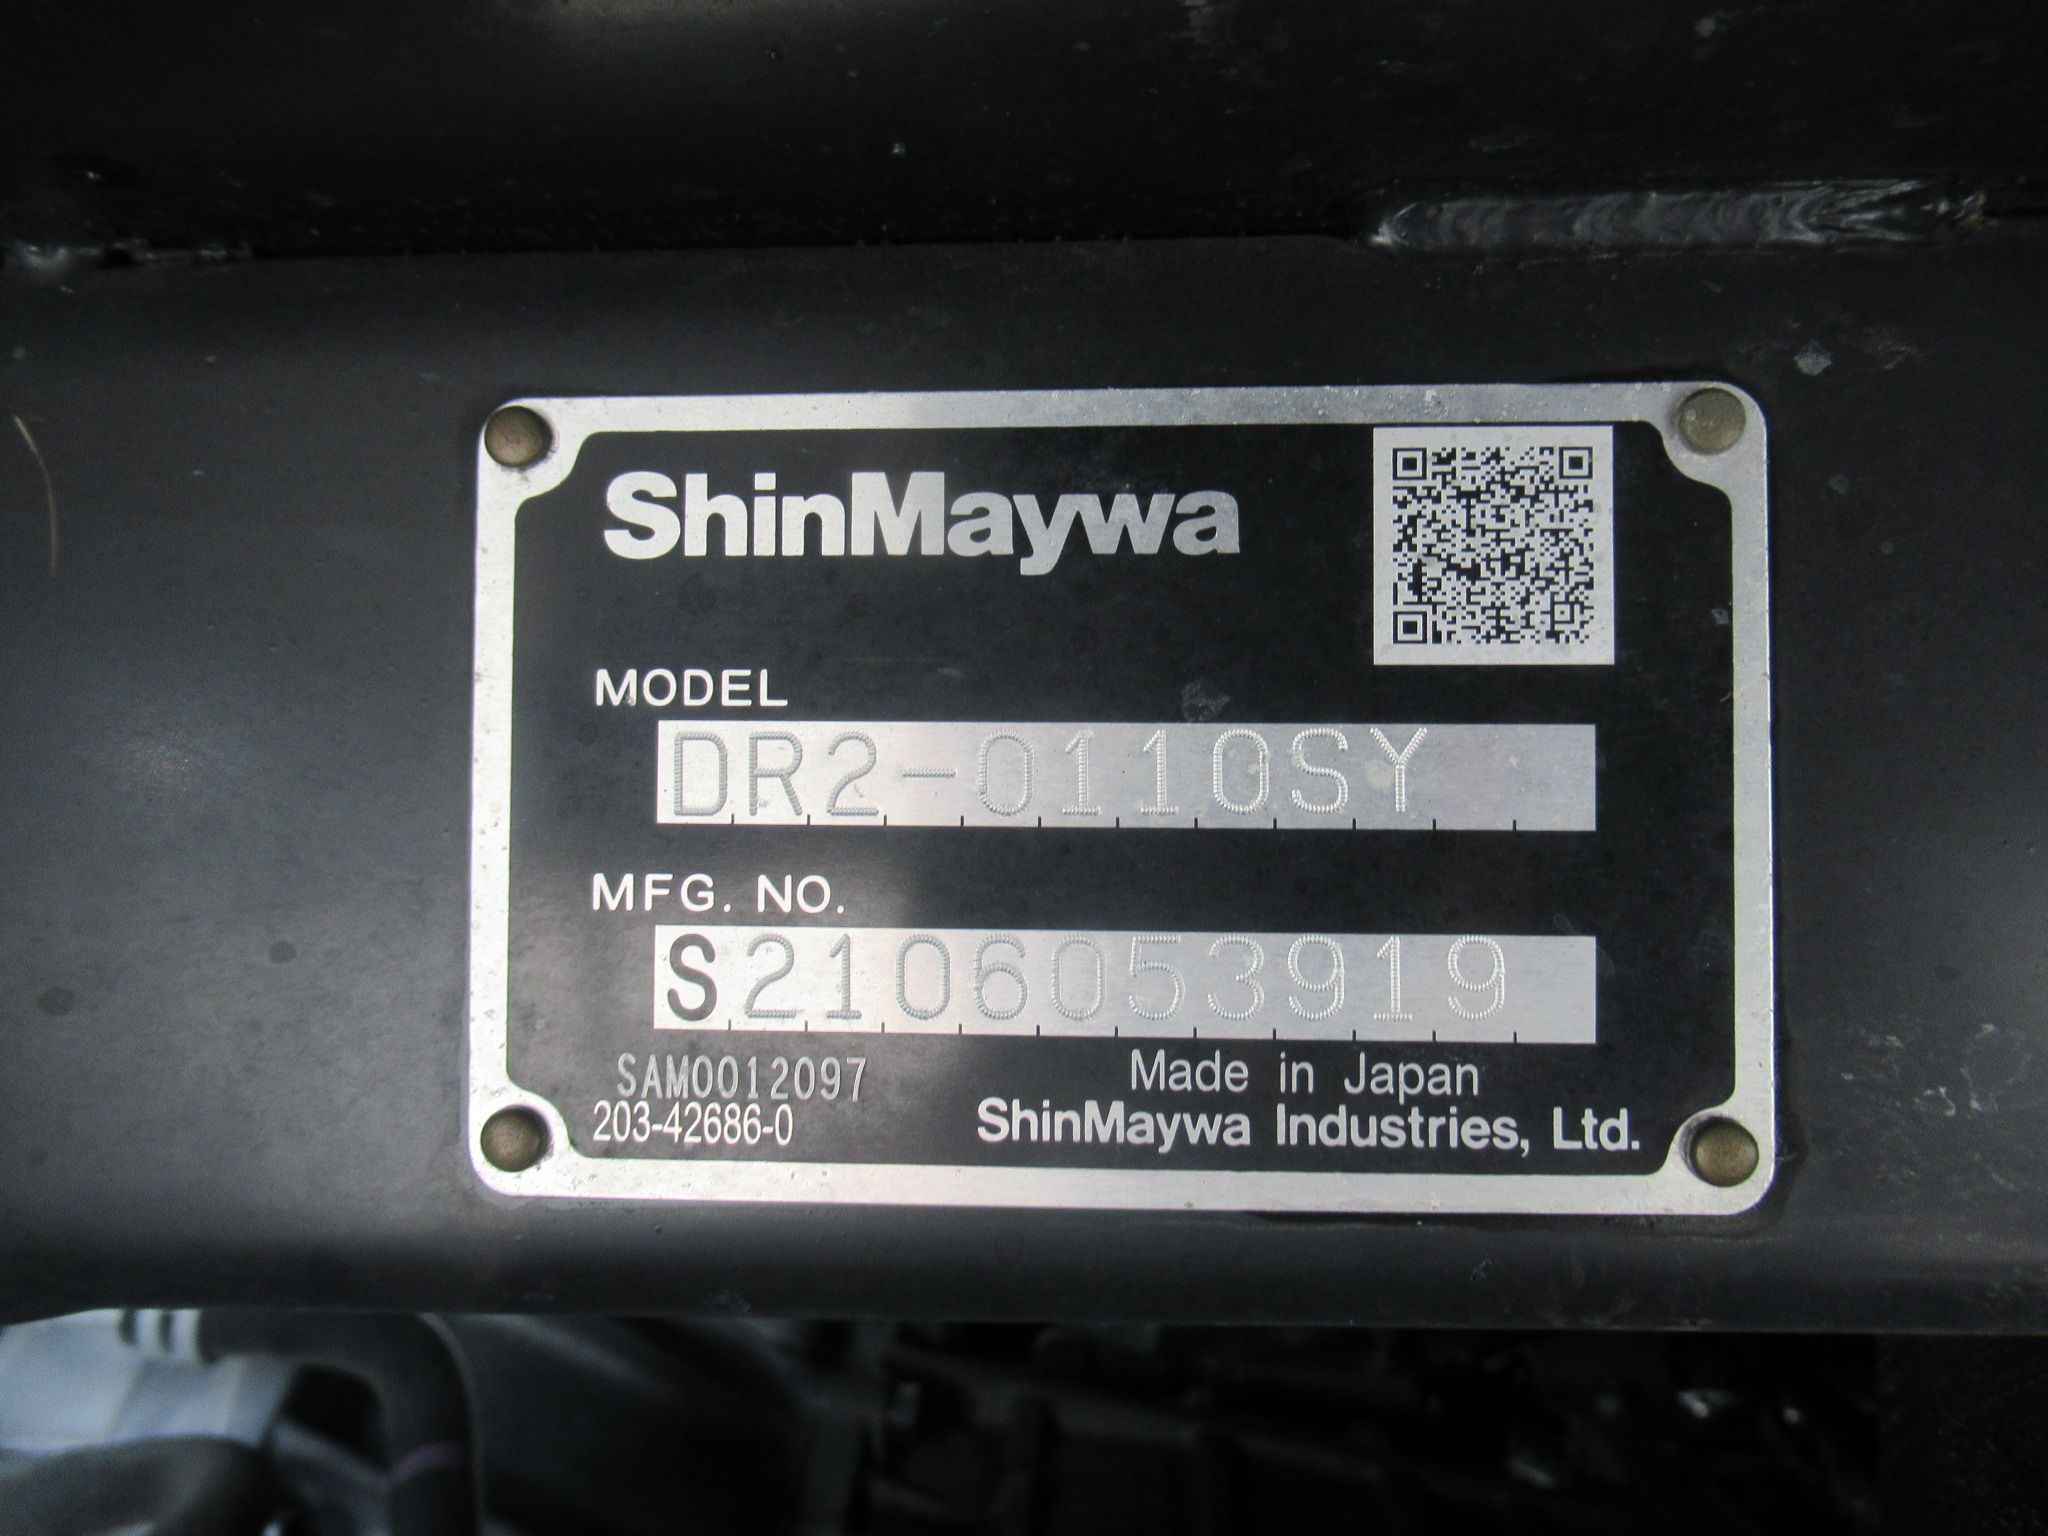 ShinMaywa
MODEL
DR2-0110SY
MFG. NO.
S2106053919
SAM0012097
203-42686-0
Made in Japan
ShinMaywa Industries, Ltd.